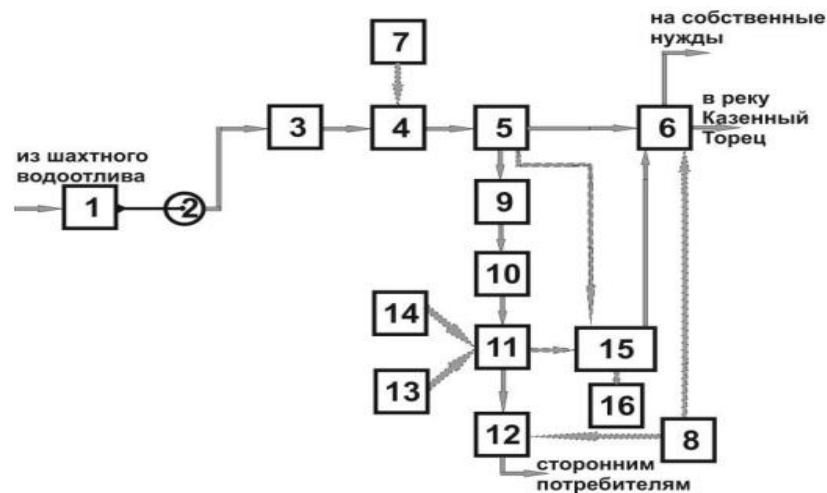 на собственные
нужды
7
в реку
Казенный
Торец
3
4
5
6
из шахтного
водоотлива
1
2
9
10
14
11
15
13
16
12
8
сторонним
потребителям